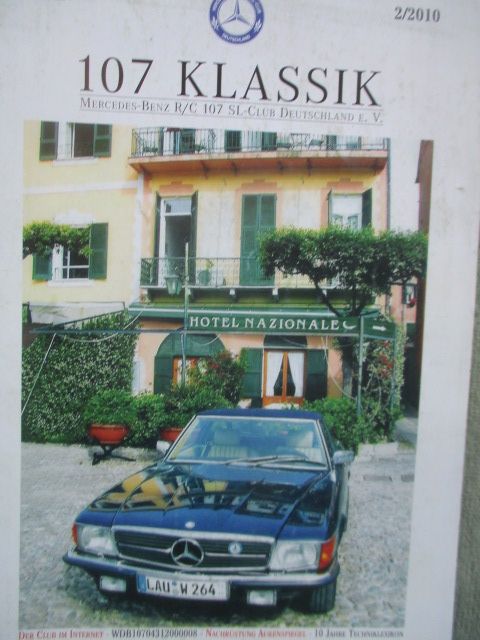 2/2010
107 KLASSIK
MERCEDES-BENZ R/C 107 SL-CLUB DEUTSCHLAND E. V.
HOTEL NAZIONALE
LAU W 264
DER CLUB IM INTERNET · WDB10704312000008 · NACHRÜSTUNG AUßENSPIEGEL · 10 JAHRE TECHNALEXIKON